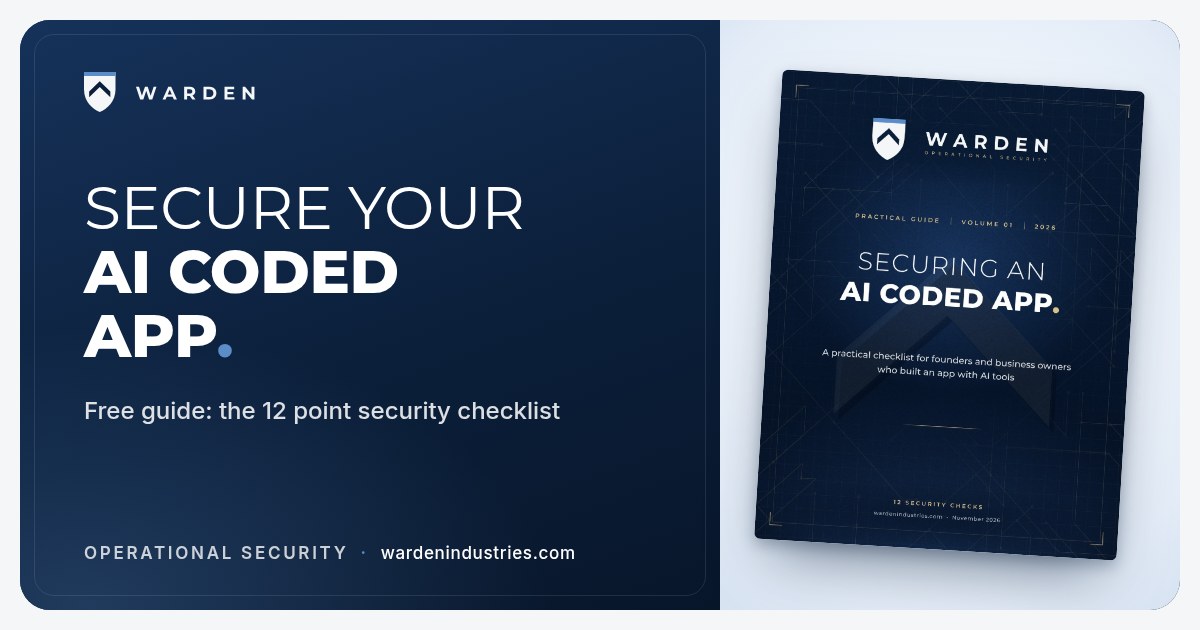 WARDEN
SECURE YOUR
AI CODED
APP.
Free guide: the 12 point security checklist
OPERATIONAL SECURITY · wardenindustries.com
WARDEN
OPERATIONAL SECURITY
PRACTICAL GUIDE | VOLUME 01 | 2026
SECURING AN
AI CODED APP.
A practical checklist for founders and business owners
who built an app with AI tools
12 SECURITY CHECKS
wardenindustries.com - November 2026